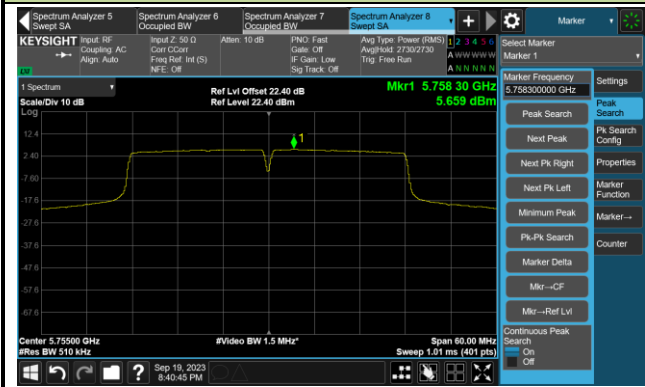 Spectrum Analyzer 5 Spectrum Analyzer 6 Spectrum Analyzer 7 Spectrum Analyzer 8 Marker
Swept SA Occupied BW Occupied BW Swept SA
KEYSIGHT Input: RF Input Z: 50 Ω Atten: 10 dB PNO: Fast Avg Type: Power (RMS) 1 2 3 4 5 6 Select Marker
Coupling: AC Corr CCorr Gate: Off Avg|Hold: 2730/2730 A W W W W W Marker 1
Align: Auto Freq Ref: Int (S) IF Gain: Low Trig: Free Run
NFE: Off Sig Track: Off A N N N N N
1 Spectrum Ref Lvl Offset 22.40 dB Mkr1 5.758 30 GHz Marker Frequency Settings
Scale/Div 10 dB Ref Level 22.40 dBm 5.659 dBm 5.758300000 GHz
Log
Peak Search Peak Search
12.4 1 Next Peak Pk Search Config
2.40 Next Pk Right Properties
-7.60 Next Pk Left Marker Function
-17.6 Minimum Peak Marker→
-27.6 Pk-Pk Search Counter
-37.6 Marker Delta
-47.6 Mkr→CF
-57.6 Mkr→Ref Lvl
-67.6
Continuous Peak Search
On
Off
Center 5.75500 GHz #Video BW 1.5 MHz* Span 60.00 MHz
#Res BW 510 kHz Sweep 1.01 ms (401 pts)
? Sep 19, 2023
8:40:45 PM